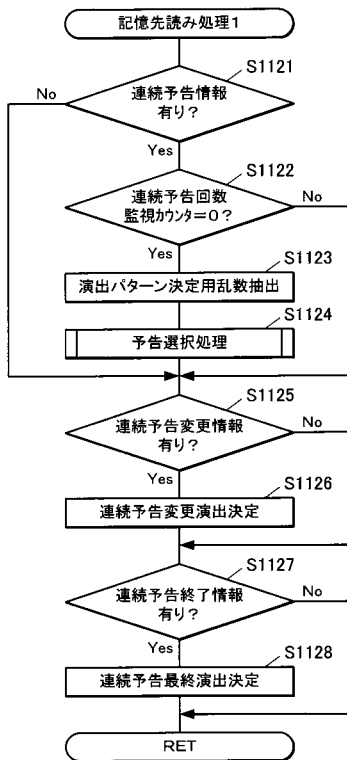 記憶先読み処理1
S1121
連続予告情報
有り?
No
Yes
S1122
連続予告回数
監視カウンタ=0?
No
Yes
S1123
演出パターン決定用乱数抽出
S1124
予告選択処理
S1125
連続予告変更情報
有り?
No
Yes
S1126
連続予告変更演出決定
S1127
連続予告終了情報
有り?
No
Yes
S1128
連続予告最終演出決定
RET